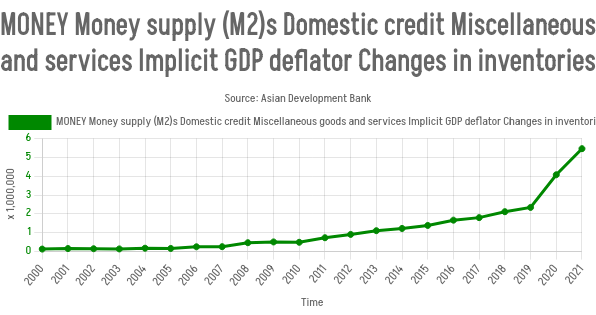 MONEY Money supply (M2)s Domestic credit Miscellaneous
and services Implicit GDP deflator Changes in inventories
Source: Asian Development Bank
MONEY Money supply (M2)s Domestic credit Miscellaneous goods and services Implicit GDP deflator Changes in inventori
6
5
4
3
2
1
0
x 1,000,000
2000 2001 2002 2003 2004 2005 2006 2007 2008 2009 2010 2011 2012 2013 2014 2015 2016 2017 2018 2019 2020 2021
Time